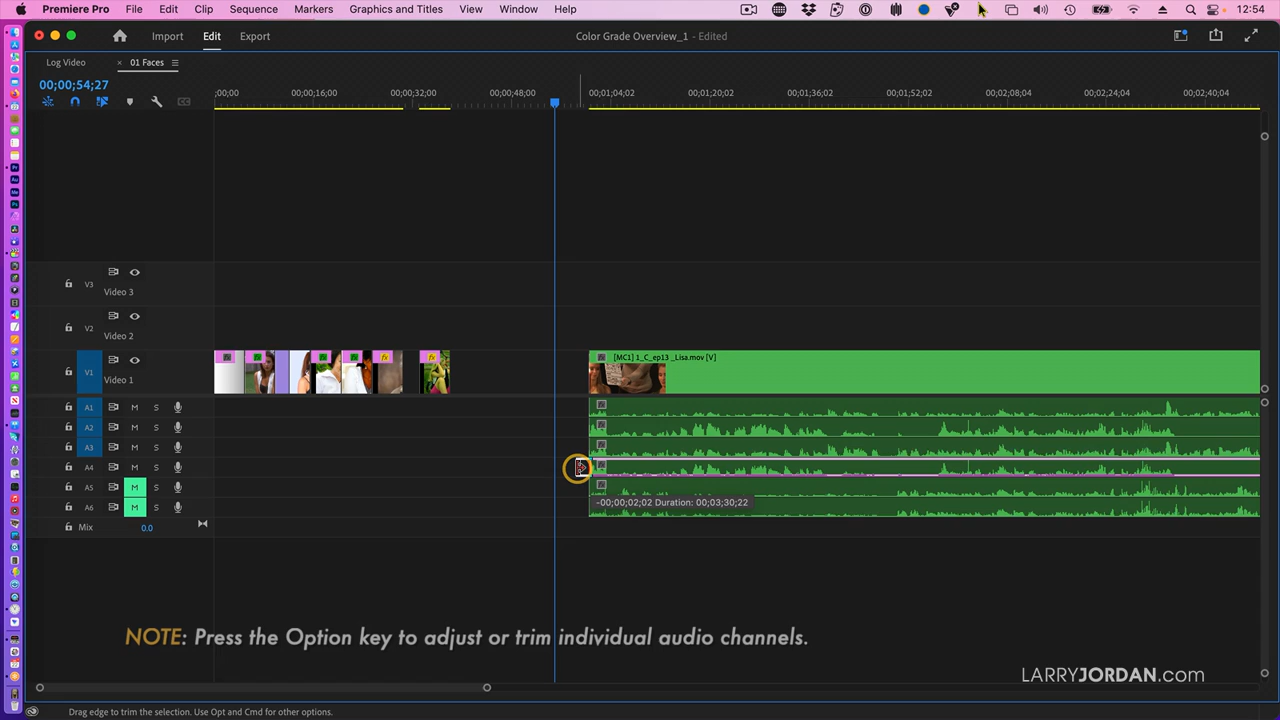 Premiere Pro File Edit Clip Sequence Markers Graphics and Titles View Window Help 12:54
Import Edit Export Color Grade Overview_1 - Edited
Log Video × 01 Faces
00;00;54;27
;00;00 00;00;16;00 00;00;32;00 00;00;48;00 00;01;04;02 00;01;20;02 00;01;36;02 00;01;52;02 00;02;08;04 00;02;24;04 00;02;40;04
V3 Video 3
V2 Video 2
V1 Video 1 [MC1] 1_C_ep13 _Lisa.mov [V]
A1 M S
A2 M S
A3 M S
A4 M S
A5 M S
-00;00;02;02 Duration: 00;03;30;22
A6 M S
Mix 0.0
NOTE: Press the Option key to adjust or trim individual audio channels.
LARRYJORDAN.com
Drag edge to trim the selection. Use Opt and Cmd for other options.